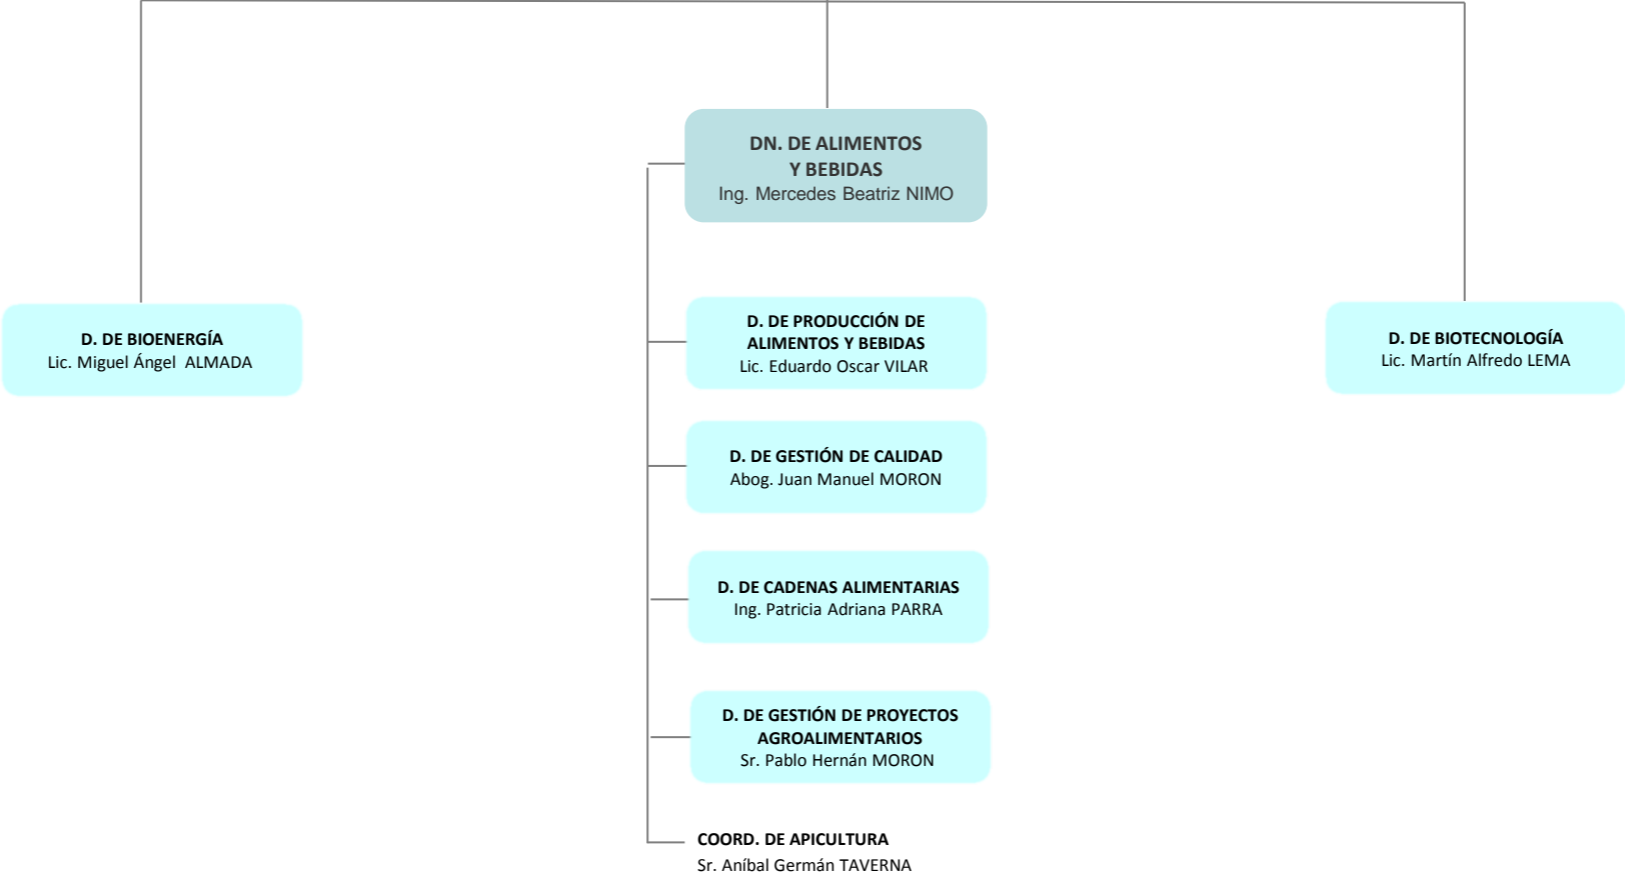 DN. DE ALIMENTOS
Y BEBIDAS
Ing. Mercedes Beatriz NIMO
D. DE BIOENERGÍA
Lic. Miguel Ángel  ALMADA
D. DE PRODUCCIÓN DE
ALIMENTOS Y BEBIDAS
Lic. Eduardo Oscar VILAR
D. DE BIOTECNOLOGÍA
Lic. Martín Alfredo LEMA
D. DE GESTIÓN DE CALIDAD
Abog. Juan Manuel MORON
D. DE CADENAS ALIMENTARIAS
Ing. Patricia Adriana PARRA
D. DE GESTIÓN DE PROYECTOS
AGROALIMENTARIOS
Sr. Pablo Hernán MORON
COORD. DE APICULTURA
Sr. Aníbal Germán TAVERNA